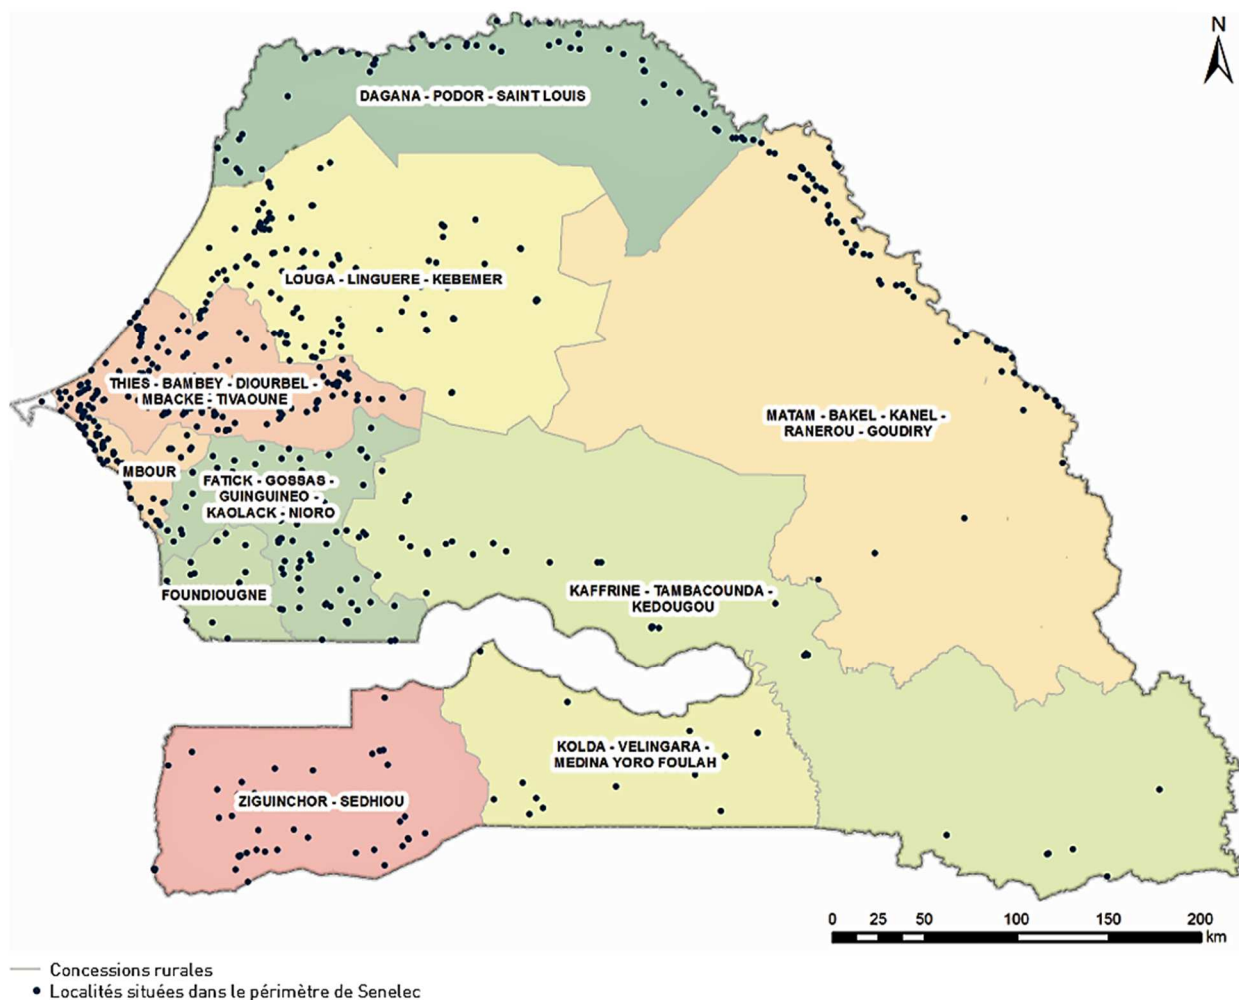 N
DAGANA - PODOR - SAINT LOUIS
LOUGA - LINGUERE - KEBEMER
THIES - BAMBEY - DIOURBEL -
MBACKE - TIVAOUNE
MATAM - BAKEL - KANEL -
RANEROU - GOUDIRY
MBOUR
FATICK - GOSSAS -
GUINGUINEO -
KAOLACK - NIORO
FOUNDIOUGNE
KAFFRINE - TAMBACOUNDA -
KEDOUGOU
KOLDA - VELINGARA -
MEDINA YORO FOULAH
ZIGUINCHOR - SEDHIOU
0 25 50 100 150 200
km
Concessions rurales
Localités situées dans le périmètre de Senelec